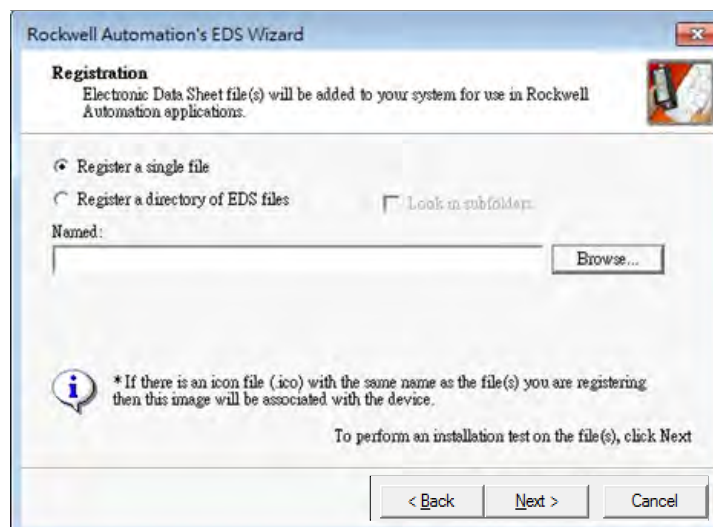 Rockwell Automation's EDS Wizard
Registration
Electronic Data Sheet file(s) will be added to your system for use in Rockwell
Automation applications.
Register a single file
Register a directory of EDS files
Look in subfolders
Named:
Browse...
*If there is an icon file (.ico) with the same name as the file(s) you are registering
then this image will be associated with the device.
To perform an installation test on the file(s), click Next
< Back
Next >
Cancel